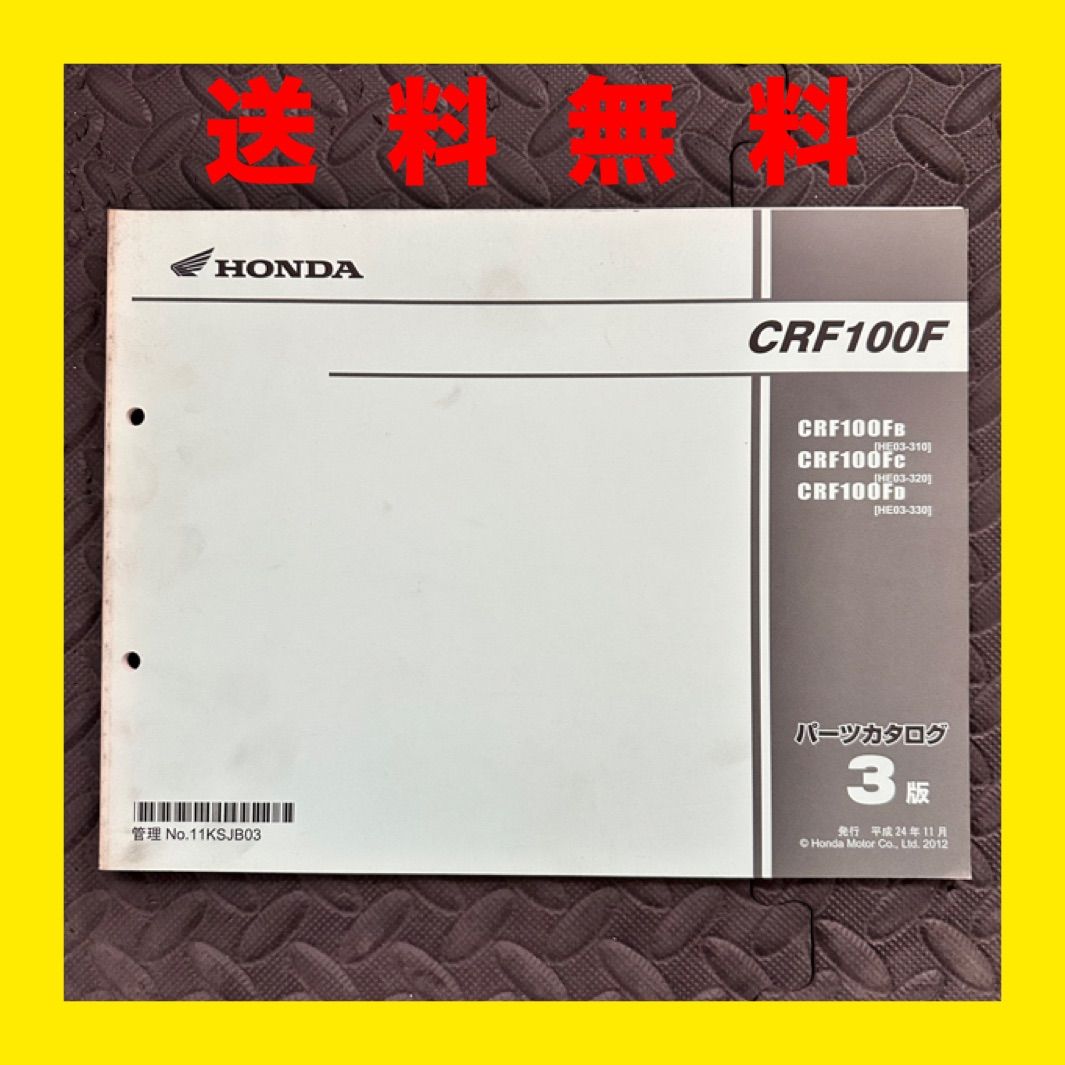 送料無料
HONDA
CRF100F
CRF100FB
[HE03-310]
CRF100FC
[HE03-320]
CRF100FD
[HE03-330]
パーツカタログ
3版
管理 No.11KSJB03
発行 平成24年11月
© Honda Motor Co., Ltd. 2012